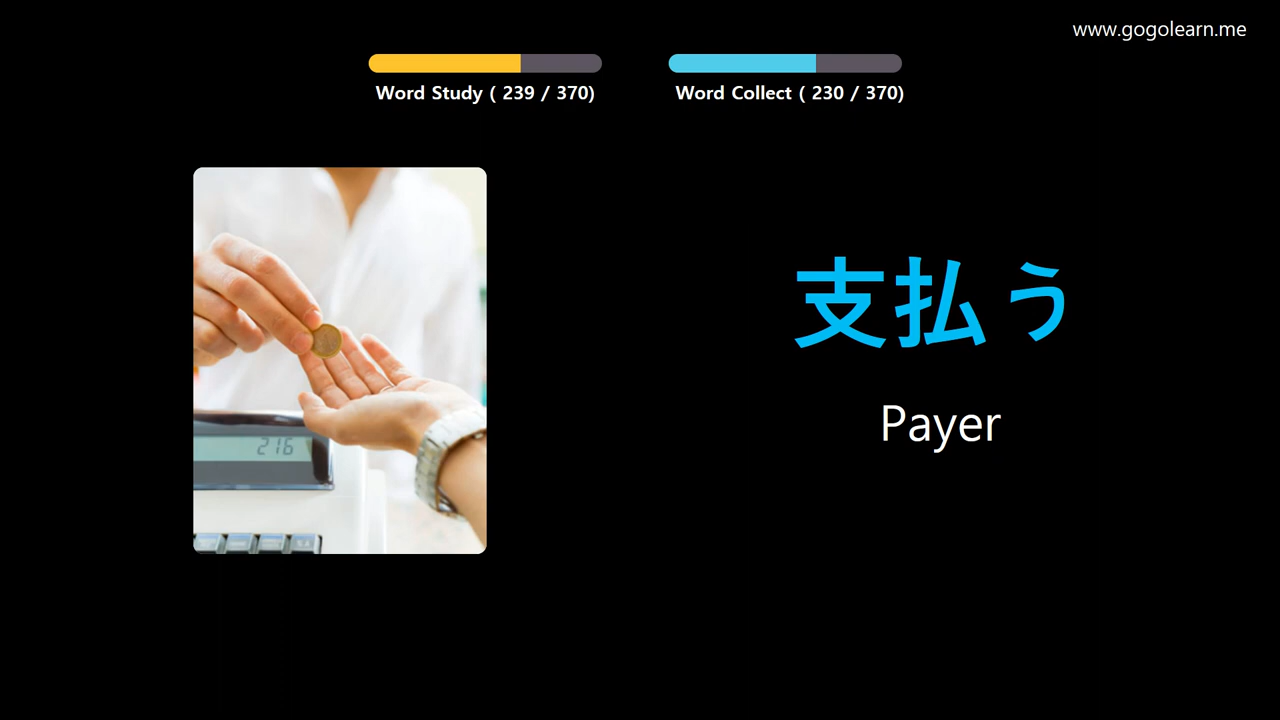 www.gogolearn.me
Word Study ( 239 / 370)
Word Collect ( 230 / 370)
支払う
Payer
216